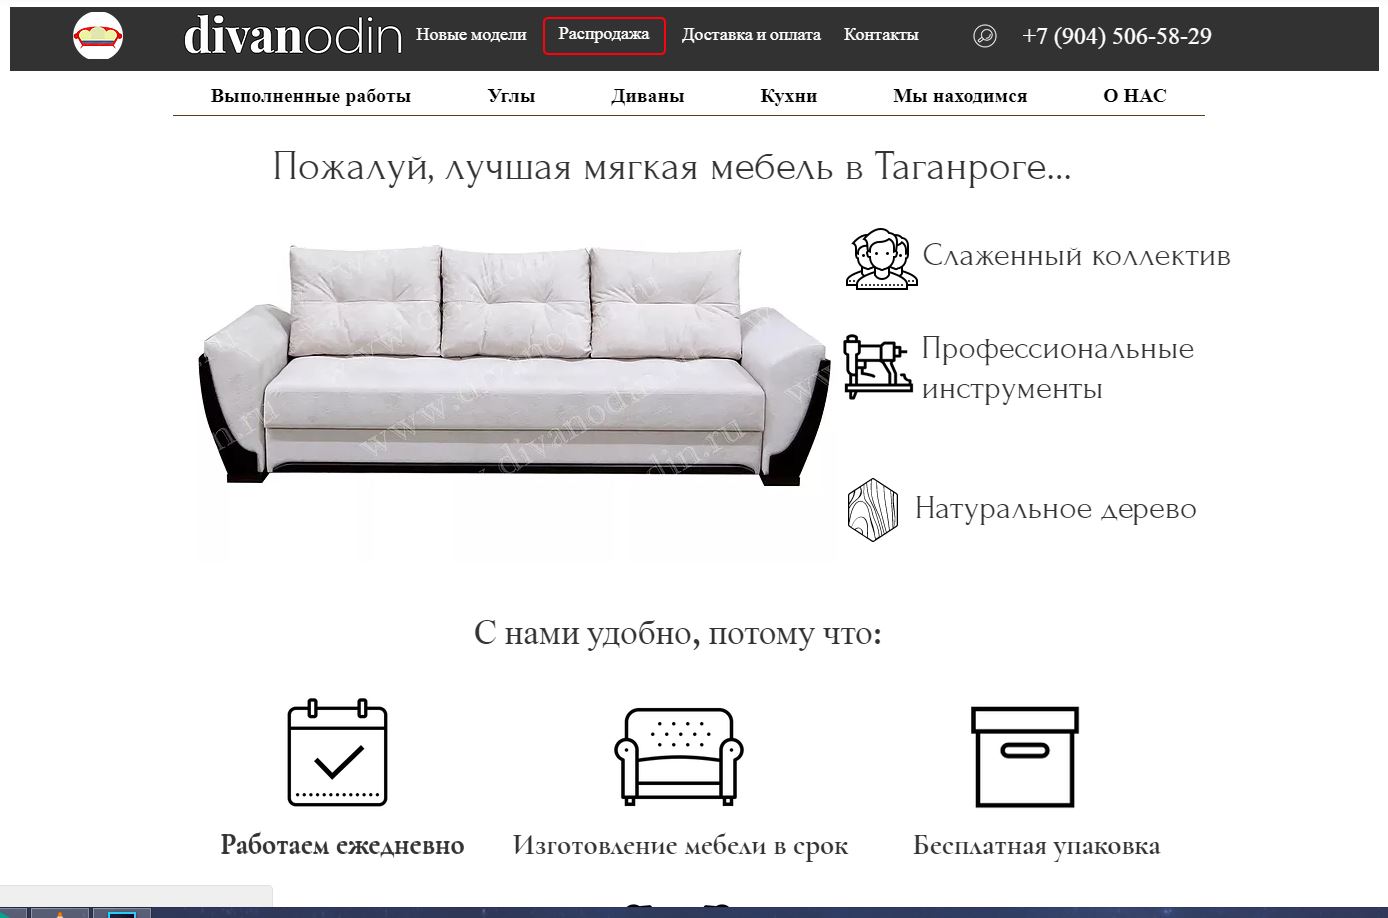 divanodin
Новые модели
Распродажа
Доставка и оплата
Контакты
+7 (904) 506-58-29
Выполненные работы
Углы
Диваны
Кухни
Мы находимся
О НАС
Пожалуй, лучшая мягкая мебель в Таганроге...
Слаженный коллектив
Профессиональные
инструменты
www.divanodin.ru
Натуральное дерево
С нами удобно, потому что:
Работаем ежедневно
Изготовление мебели в срок
Бесплатная упаковка